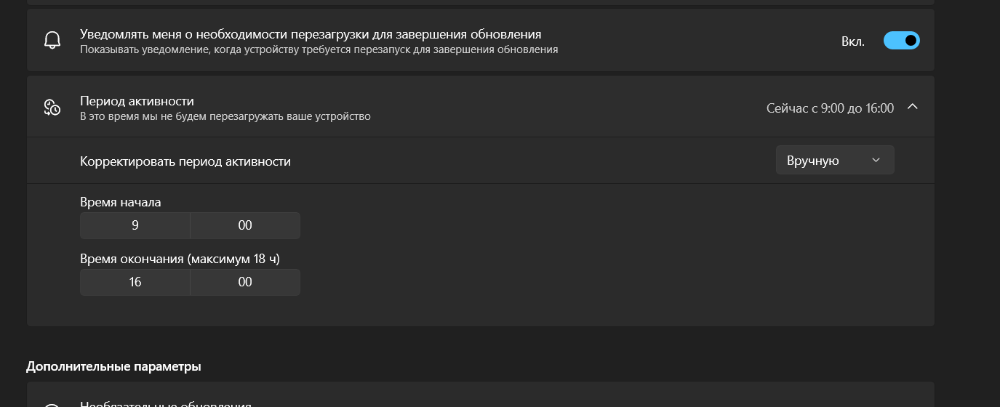 Уведомлять меня о необходимости перезагрузки для завершения обновления
Показывать уведомление, когда устройству требуется перезапуск для завершения обновления
Вкл.
Период активности
В это время мы не будем перезагружать ваше устройство
Сейчас с 9:00 до 16:00
Корректировать период активности
Вручную
Время начала
9 00
Время окончания (максимум 18 ч)
16 00
Дополнительные параметры
Необязательные обновления